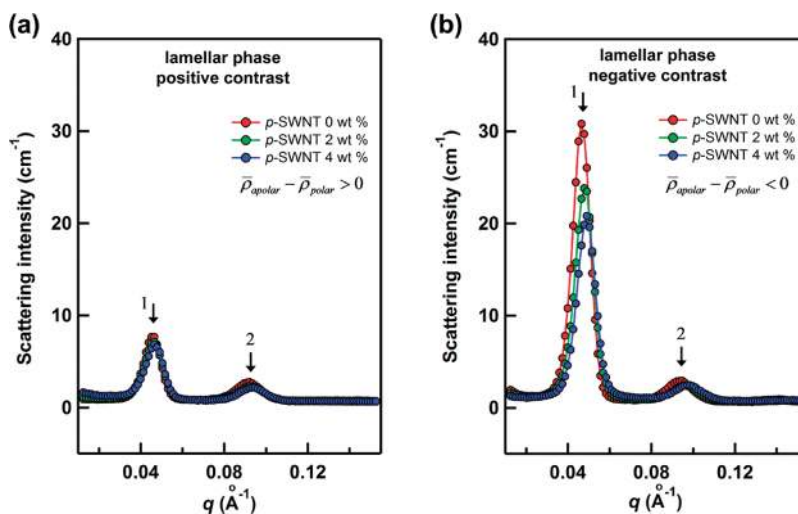 (a)
lamellar phase
positive contrast
p-SWNT 0 wt %
p-SWNT 2 wt %
p-SWNT 4 wt %
ρ̅apolar − ρ̅polar > 0
1
2
Scattering intensity (cm⁻¹)
40
30
20
10
0
0.04
0.08
0.12
q (Å⁻¹)
(b)
lamellar phase
negative contrast
p-SWNT 0 wt %
p-SWNT 2 wt %
p-SWNT 4 wt %
ρ̅apolar − ρ̅polar < 0
1
2
Scattering intensity (cm⁻¹)
40
30
20
10
0
0.04
0.08
0.12
q (Å⁻¹)